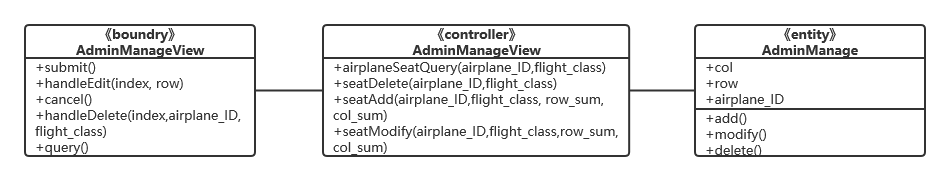 《boundry》
AdminManageView
+submit()
+handleEdit(index, row)
+cancel()
+handleDelete(index,airplane_ID,
flight_class)
+query()
《controller》
AdminManageView
+airplaneSeatQuery(airplane_ID,flight_class)
+seatDelete(airplane_ID,flight_class)
+seatAdd(airplane_ID,flight_class, row_sum,
col_sum)
+seatModify(airplane_ID,flight_class,row_sum,
col_sum)
《entity》
AdminManage
+col
+row
+airplane_ID
+add()
+modify()
+delete()